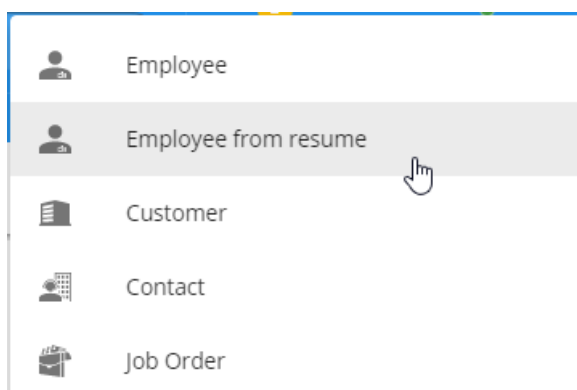 Employee
Employee from resume
Customer
Contact
Job Order